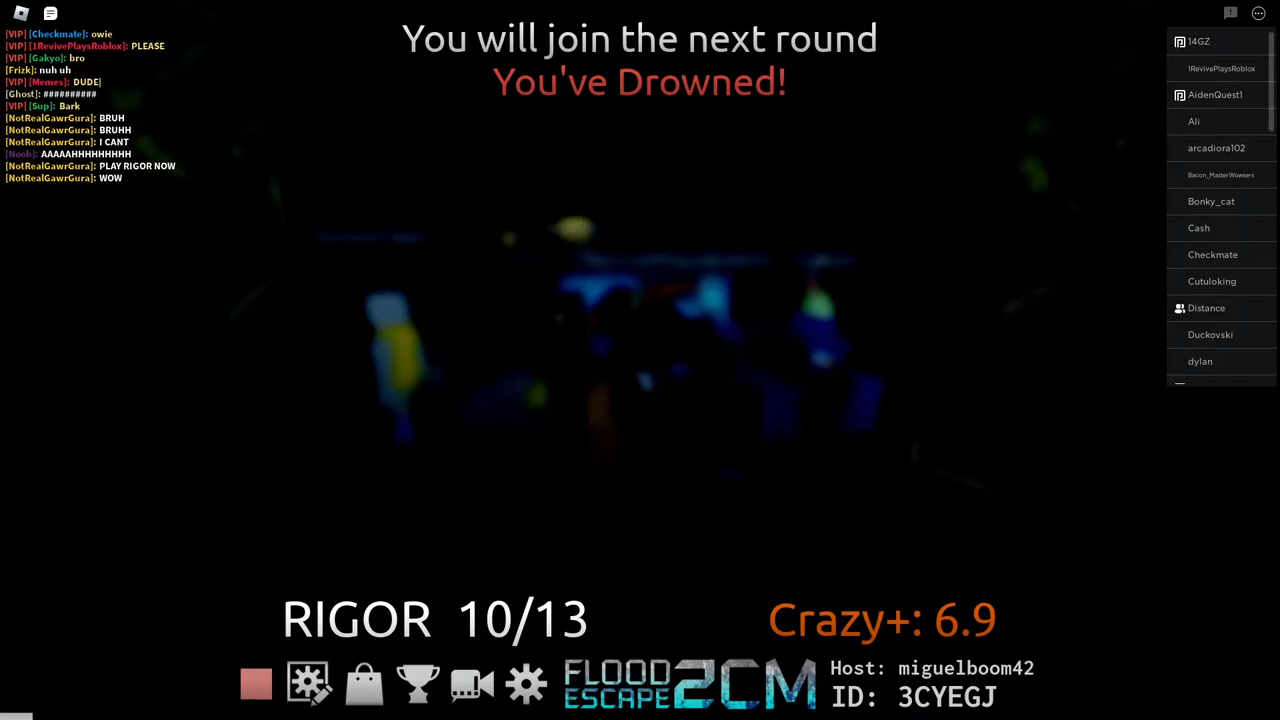 [VIP] [Checkmate]: owie
[VIP] [1RevivePlaysRoblox]: PLEASE
[VIP] [Gakyo]: bro
[Frizk]: nuh uh
[VIP] [Memes]: DUDE|
[Ghost]: ##########
[VIP] [Sup]: Bark
[NotRealGawrGura]: BRUH
[NotRealGawrGura]: BRUHH
[NotRealGawrGura]: I CANT
[Noob]: AAAAAHHHHHHHHH
[NotRealGawrGura]: PLAY RIGOR NOW
[NotRealGawrGura]: WOW
You will join the next round
You've Drowned!
14GZ
1RevivePlaysRoblox
AidenQuest1
Ali
arcadiora102
Bacon_MasterWowsers
Bonky_cat
Cash
Checkmate
Cutuloking
Distance
Duckovski
dylan
RIGOR 10/13
Crazy+: 6.9
FLOOD ESCAPE 2CM
Host: miguelboom42
ID: 3CYEGJ